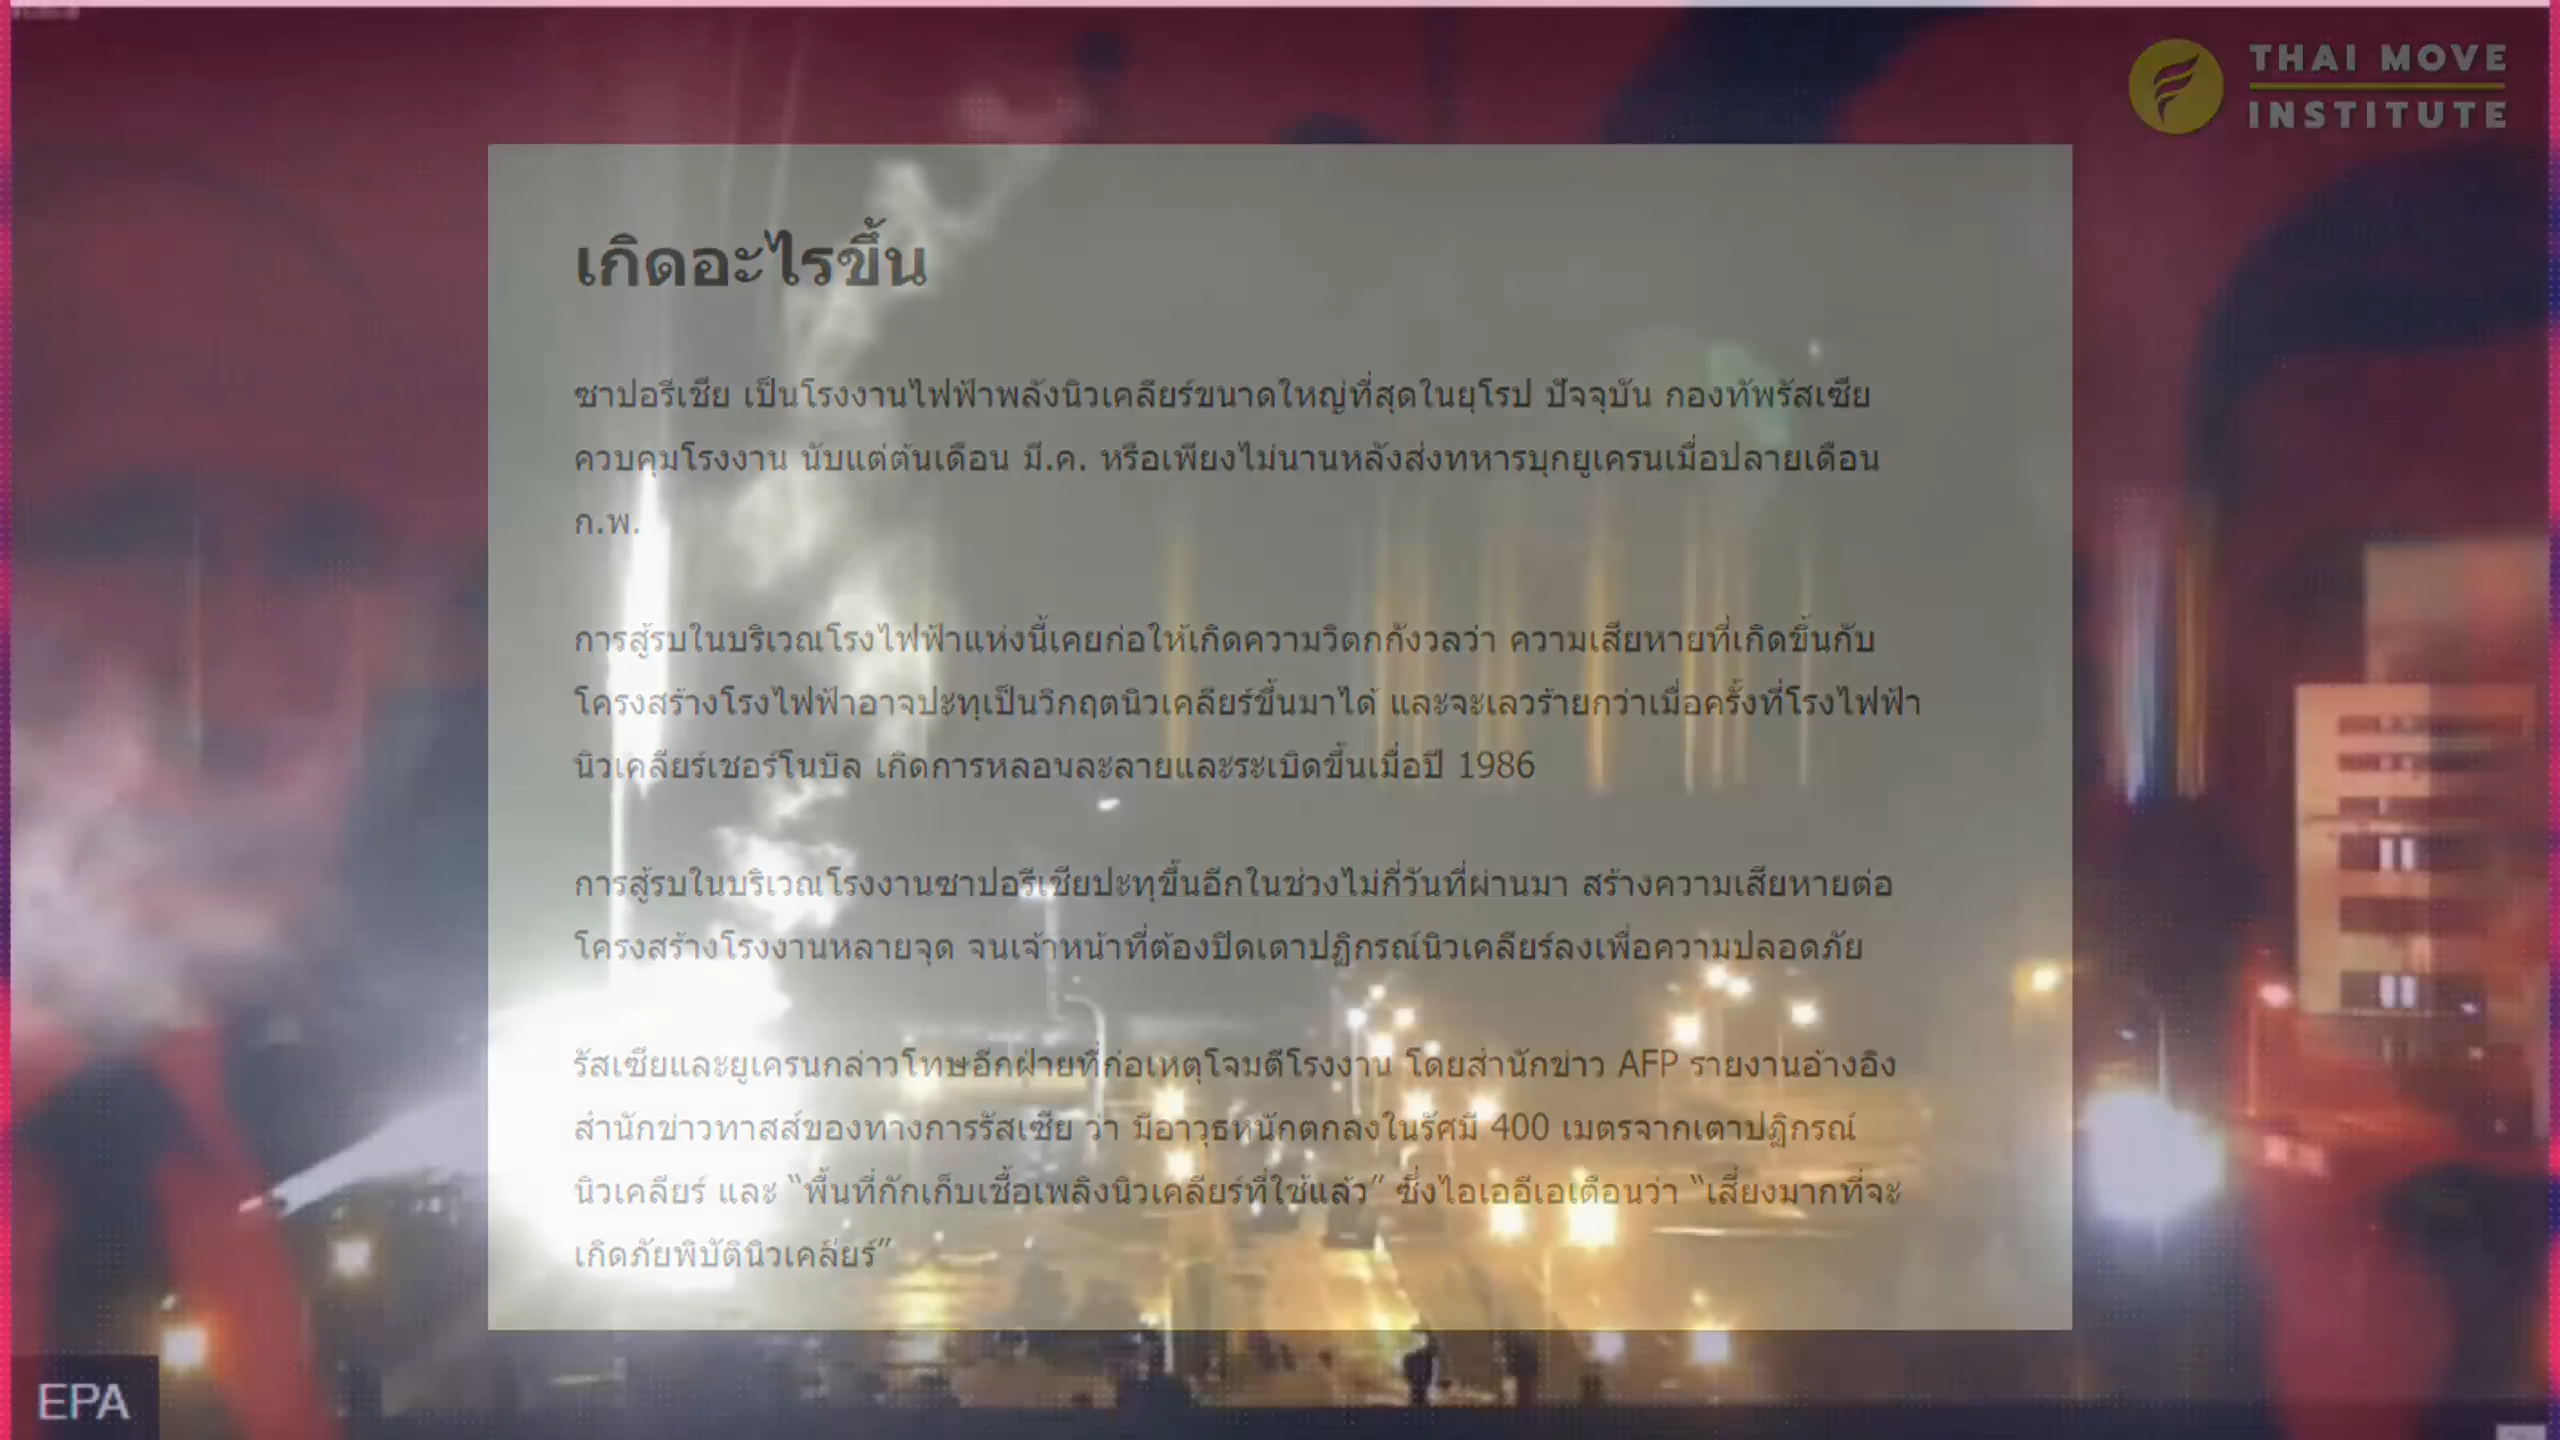 THAI MOVE
INSTITUTE
เกิดอะไรขึ้น
ซาปอรีเชีย เป็นโรงงานไฟฟ้าพลังนิวเคลียร์ขนาดใหญ่ที่สุดในยุโรป ปัจจุบัน กองทัพรัสเซีย
ควบคุมโรงงาน นับแต่ต้นเดือน มี.ค. หรือเพียงไม่นานหลังส่งทหารบุกยูเครนเมื่อปลายเดือน
ก.พ.
การสู้รบในบริเวณโรงไฟฟ้าแห่งนี้เคยก่อให้เกิดความวิตกกังวลว่า ความเสียหายที่เกิดขึ้นกับ
โครงสร้างโรงไฟฟ้าอาจปะทุเป็นวิกฤตนิวเคลียร์ขึ้นมาได้ และจะเลวร้ายกว่าเมื่อครั้งที่โรงไฟฟ้า
นิวเคลียร์เชอร์โนบิล เกิดการหลอมละลายและระเบิดขึ้นเมื่อปี 1986
การสู้รบในบริเวณโรงงานซาปอรีเชียปะทุขึ้นอีกในช่วงไม่กี่วันที่ผ่านมา สร้างความเสียหายต่อ
โครงสร้างโรงงานหลายจุด จนเจ้าหน้าที่ต้องปิดเตาปฏิกรณ์นิวเคลียร์ลงเพื่อความปลอดภัย
รัสเซียและยูเครนกล่าวโทษอีกฝ่ายที่ก่อเหตุโจมตีโรงงาน โดยสำนักข่าว AFP รายงานอ้างอิง
สำนักข่าวทาสส์ของทางการรัสเซีย ว่า มีอาวุธหนักตกลงในรัศมี 400 เมตรจากเตาปฏิกรณ์
นิวเคลียร์ และ “พื้นที่กักเก็บเชื้อเพลิงนิวเคลียร์ที่ใช้แล้ว” ซึ่งไอเออีเอเตือนว่า “เสี่ยงมากที่จะ
เกิดภัยพิบัตินิวเคลียร์”
EPA